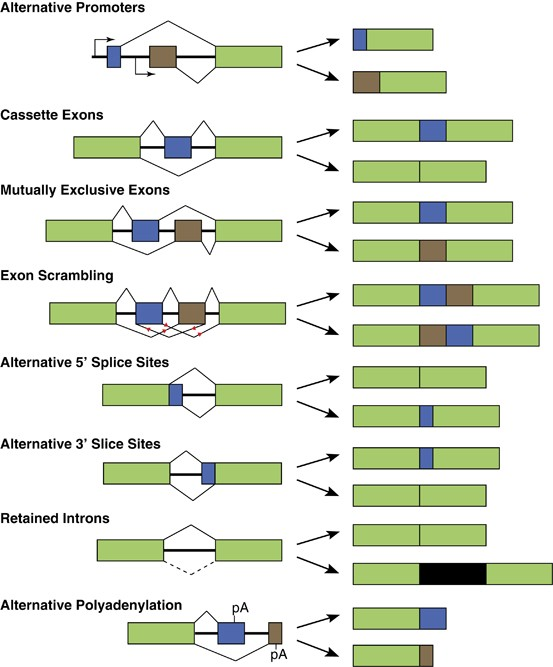 Alternative Promoters
Cassette Exons
Mutually Exclusive Exons
Exon Scrambling
Alternative 5’ Splice Sites
Alternative 3’ Slice Sites
Retained Introns
Alternative Polyadenylation
pA
pA